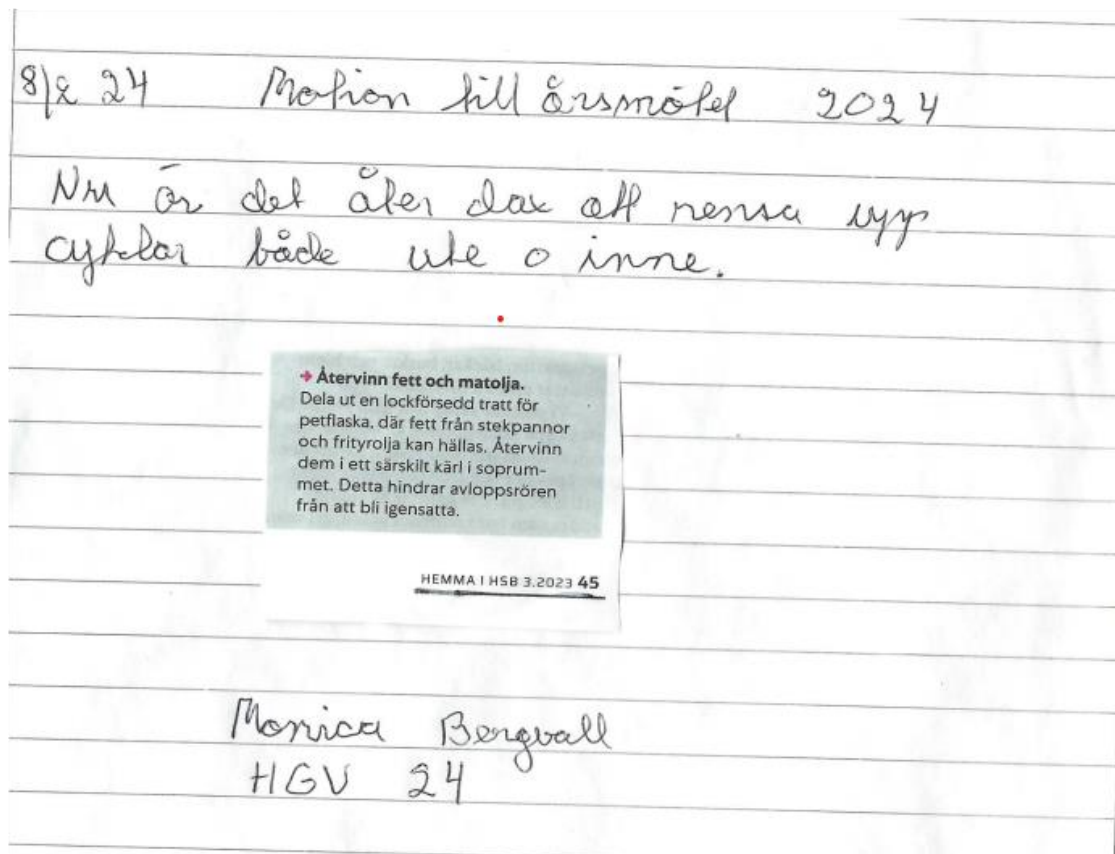 8/2 24 Motion till årsmötet 2024
Nu är det åter dax att rensa upp
cyklar både ute o inne.
→ Återvinn fett och matolja.
Dela ut en lockförsedd tratt för
petflaska, där fett från stekpannor
och frityrolja kan hällas. Återvinn
dem i ett särskilt kärl i soprum-
met. Detta hindrar avloppsrören
från att bli igensatta.
HEMMA I HSB 3.2023 45
Monica Bergvall
HGV 24